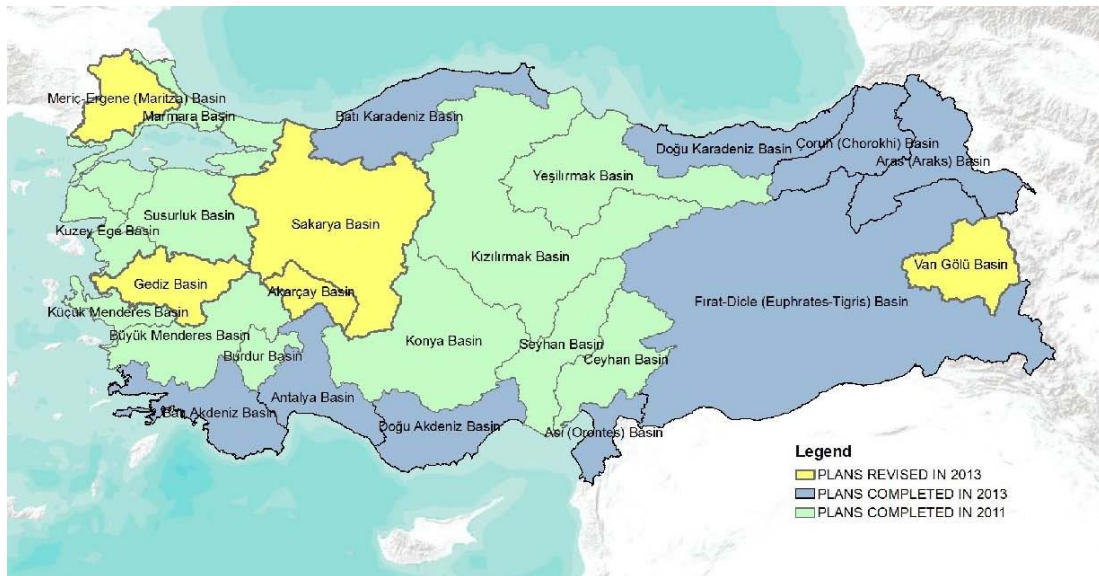 Meriç-Ergene (Maritza) Basin
Marmara Basin
Batı Karadeniz Basin
Doğu Karadeniz Basin
Çoruh (Chorokhi) Basin
Aras (Araks) Basin
Yeşilırmak Basin
Susurluk Basin
Sakarya Basin
Kuzey Ege Basin
Kızılırmak Basin
Van Gölü Basin
Gediz Basin
Akarçay Basin
Fırat-Dicle (Euphrates-Tigris) Basin
Küçük Menderes Basin
Büyük Menderes Basin
Konya Basin
Seyhan Basin
Burdur Basin
Ceyhan Basin
Antalya Basin
Batı Akdeniz Basin
Doğu Akdeniz Basin
Asi (Orontes) Basin
Legend
PLANS REVISED IN 2013
PLANS COMPLETED IN 2013
PLANS COMPLETED IN 2011